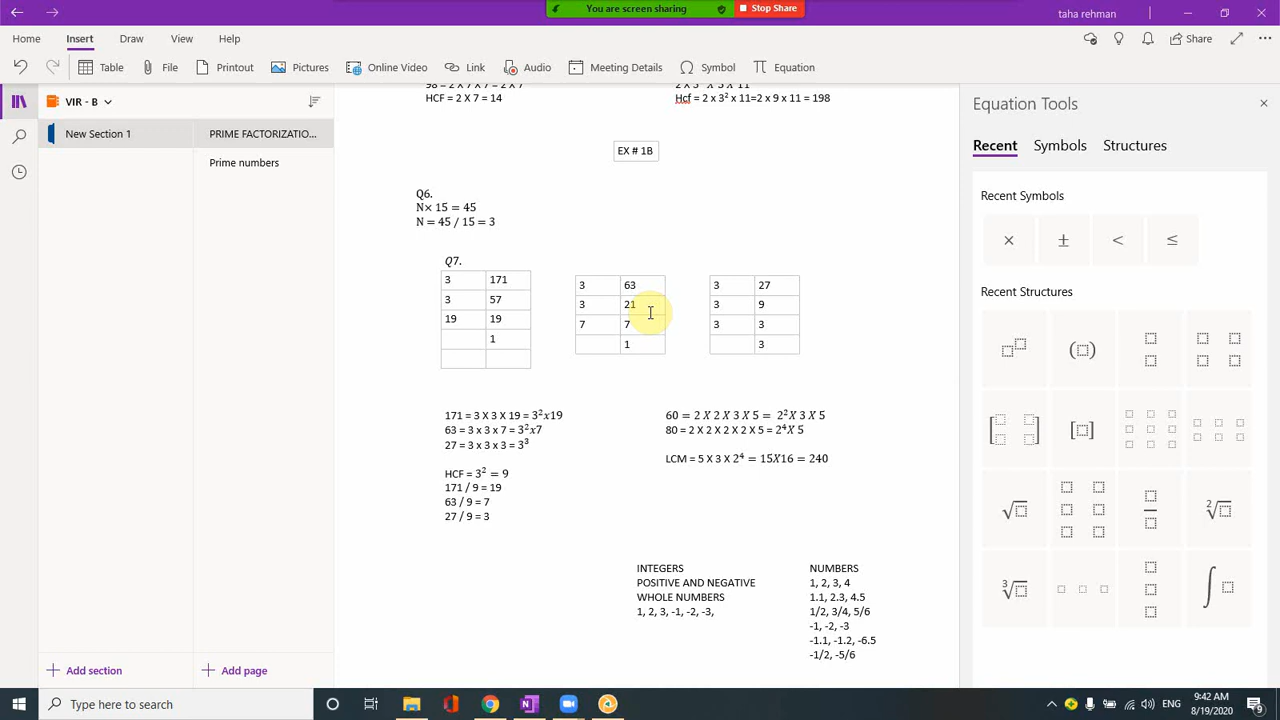 You are screen sharing
Stop Share
taha rehman
Home Insert Draw View Help
Share
Table File Printout Pictures Online Video Link Audio Meeting Details Symbol Equation
VIR - B
New Section 1
PRIME FACTORIZATIO...
Prime numbers
98 = 2 X 7 X 7 = 2 X 7
HCF = 2 X 7 = 14
Hcf = 2 x 3² x 11=2 x 9 x 11 = 198
EX # 1B
Q6.
N× 15 = 45
N = 45 / 15 = 3
Q7.
3 171
3 57
19 19
1
3 63
3 21
7 7
1
3 27
3 9
3 3
3
171 = 3 X 3 X 19 = 3²x19
63 = 3 x 3 x 7 = 3²x7
27 = 3 x 3 x 3 = 3³
HCF = 3² = 9
171 / 9 = 19
63 / 9 = 7
27 / 9 = 3
60 = 2 X 2 X 3 X 5 = 2²X 3 X 5
80 = 2 X 2 X 2 X 2 X 5 = 2⁴X 5
LCM = 5 X 3 X 2⁴ = 15X16 = 240
INTEGERS
POSITIVE AND NEGATIVE
WHOLE NUMBERS
1, 2, 3, -1, -2, -3,
NUMBERS
1, 2, 3, 4
1.1, 2.3, 4.5
1/2, 3/4, 5/6
-1, -2, -3
-1.1, -1.2, -6.5
-1/2, -5/6
Equation Tools
Recent Symbols Structures
Recent Symbols
× ± < ≤
Recent Structures
Add section
Add page
Type here to search
ENG
9:42 AM
8/19/2020